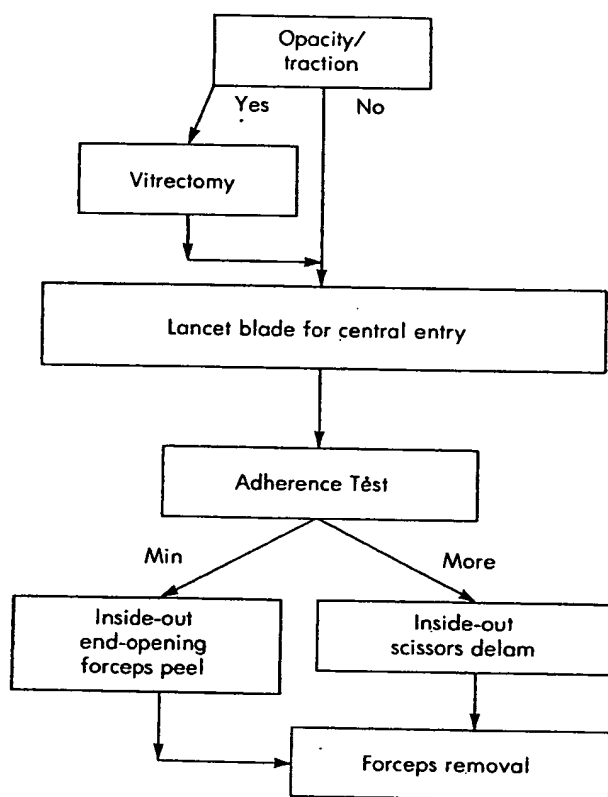 Opacity/
traction
Yes
No
Vitrectomy
Lancet blade for central entry
Adherence Test
Min
More
Inside-out
end-opening
forceps peel
Inside-out
scissors delam
Forceps removal